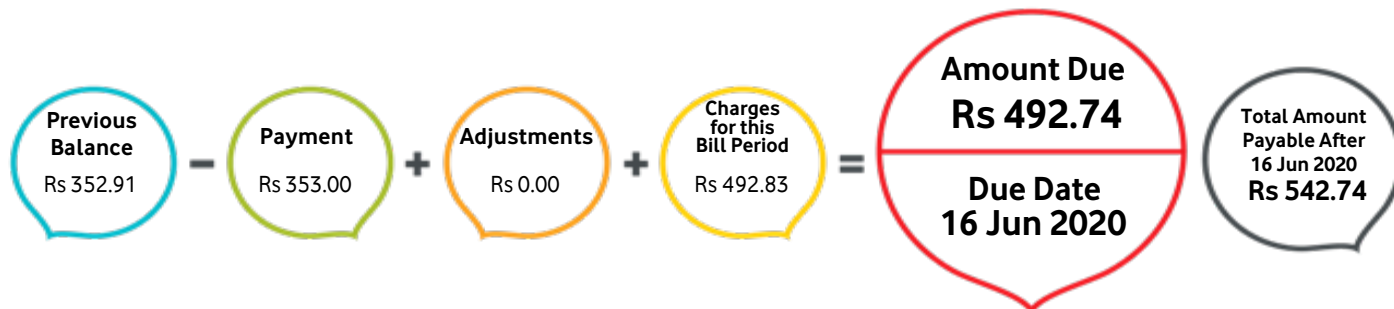 Previous
Balance
Rs 352.91
-
Payment
Rs 353.00
+
Adjustments
Rs 0.00
+
Charges
for this
Bill Period
Rs 492.83
=
Amount Due
Rs 492.74
Due Date
16 Jun 2020
Total Amount
Payable After
16 Jun 2020
Rs 542.74